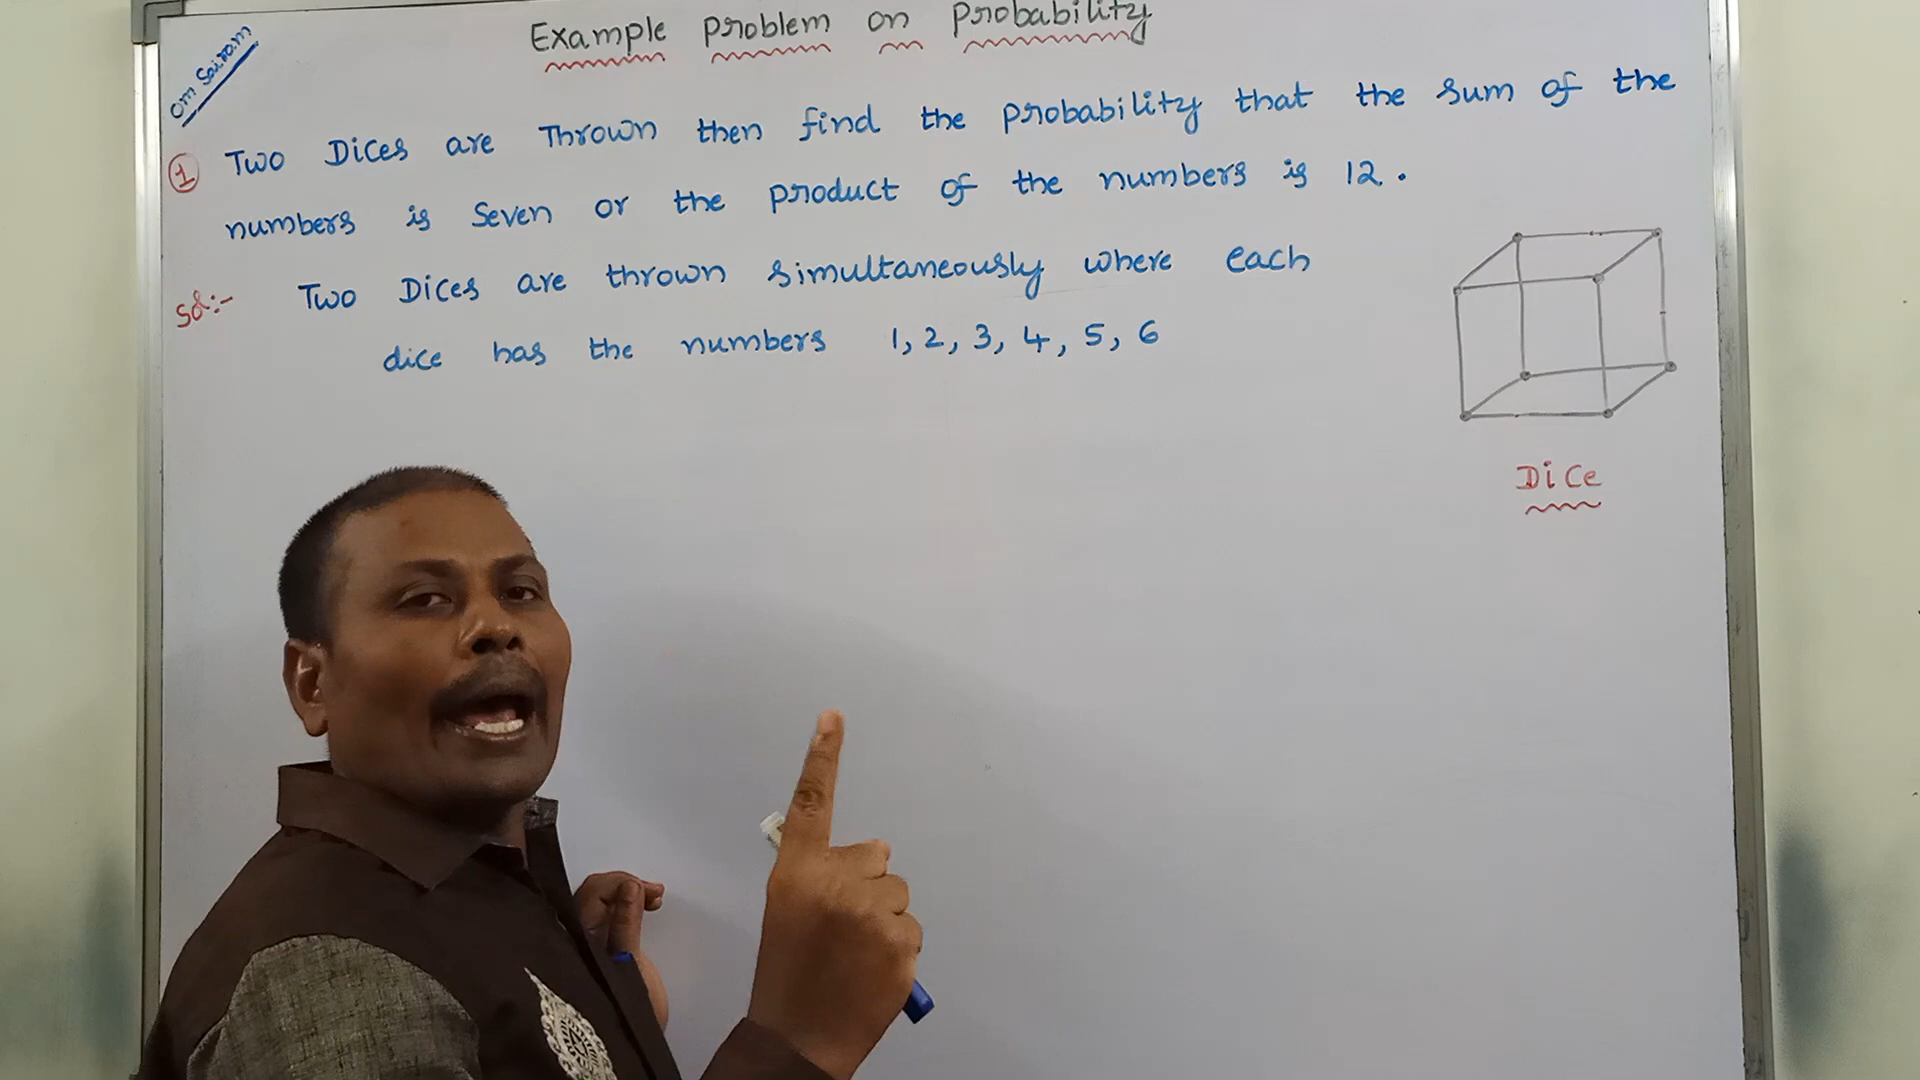 Example Problem on Probability
Om Sairam
1 Two Dices are Thrown then find the probability that the sum of the
numbers is Seven or the product of the numbers is 12.
Sol:- Two Dices are thrown simultaneously where each
dice has the numbers 1, 2, 3, 4, 5, 6
Dice